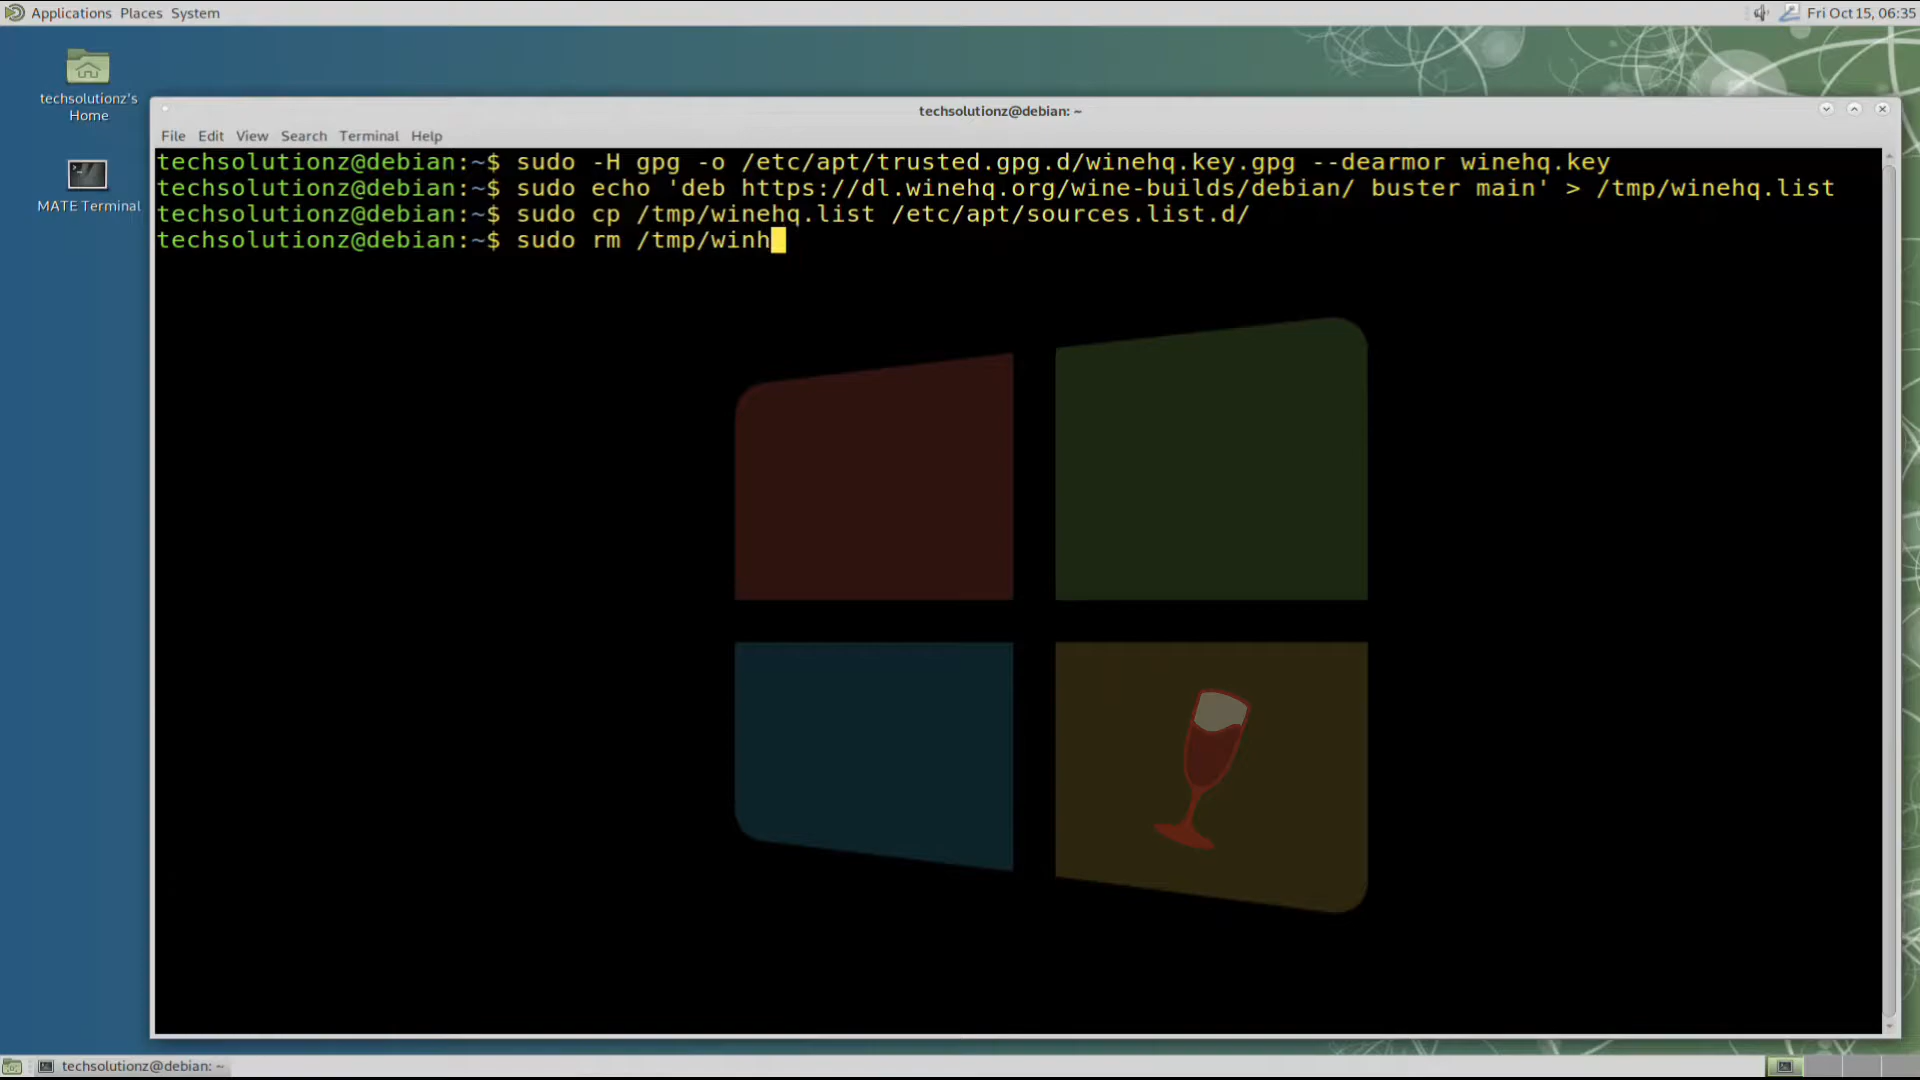 Applications Places System
Fri Oct 15, 06:35
techsolutionz's
Home
MATE Terminal
techsolutionz@debian: ~
File Edit View Search Terminal Help
techsolutionz@debian:~$ sudo -H gpg -o /etc/apt/trusted.gpg.d/winehq.key.gpg --dearmor winehq.key
techsolutionz@debian:~$ sudo echo 'deb https://dl.winehq.org/wine-builds/debian/ buster main' > /tmp/winehq.list
techsolutionz@debian:~$ sudo cp /tmp/winehq.list /etc/apt/sources.list.d/
techsolutionz@debian:~$ sudo rm /tmp/winh
techsolutionz@debian: ~